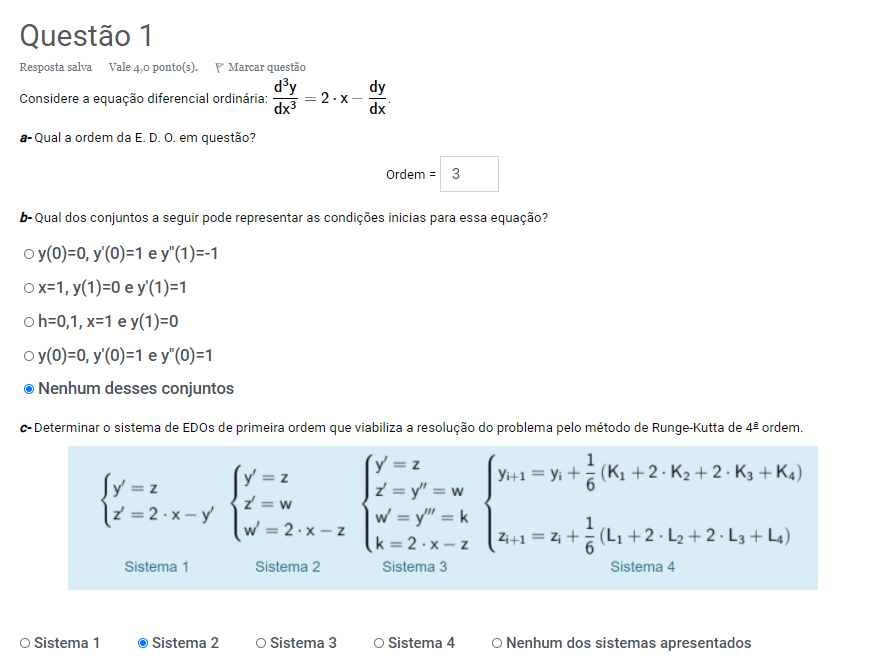 Questão 1
Resposta salva Vale 4,0 ponto(s). Marcar questão
Considere a equação diferencial ordinária: d³y/dx³ = 2 · x − dy/dx.
a- Qual a ordem da E. D. O. em questão?
Ordem = 3
b- Qual dos conjuntos a seguir pode representar as condições inicias para essa equação?
y(0)=0, y'(0)=1 e y"(1)=-1
x=1, y(1)=0 e y'(1)=1
h=0,1, x=1 e y(1)=0
y(0)=0, y'(0)=1 e y"(0)=1
Nenhum desses conjuntos
c- Determinar o sistema de EDOs de primeira ordem que viabiliza a resolução do problema pelo método de Runge-Kutta de 4ª ordem.
y′ = z
z′ = 2 · x − y′
Sistema 1
y′ = z
z′ = w
w′ = 2 · x − z
Sistema 2
y′ = z
z′ = y′′ = w
w′ = y′′′ = k
k = 2 · x − z
Sistema 3
yᵢ₊₁ = yᵢ + 1/6 (K₁ + 2 · K₂ + 2 · K₃ + K₄)
zᵢ₊₁ = zᵢ + 1/6 (L₁ + 2 · L₂ + 2 · L₃ + L₄)
Sistema 4
Sistema 1 Sistema 2 Sistema 3 Sistema 4 Nenhum dos sistemas apresentados